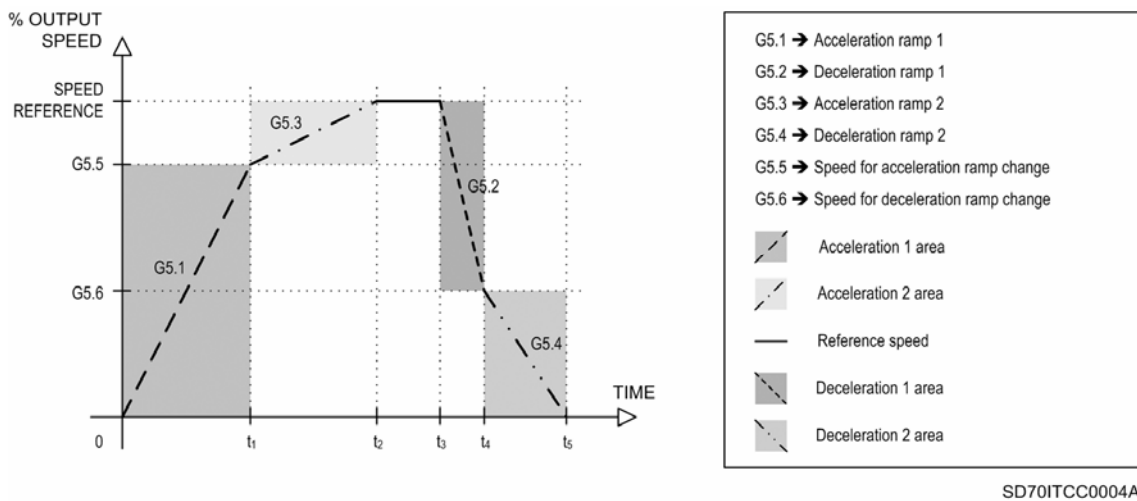 % OUTPUT
SPEED
SPEED
REFERENCE
G5.3
G5.5
G5.2
G5.1
G5.6
G5.4
TIME
0
t1
t2
t3
t4
t5
G5.1 ➔ Acceleration ramp 1
G5.2 ➔ Deceleration ramp 1
G5.3 ➔ Acceleration ramp 2
G5.4 ➔ Deceleration ramp 2
G5.5 ➔ Speed for acceleration ramp change
G5.6 ➔ Speed for deceleration ramp change
Acceleration 1 area
Acceleration 2 area
Reference speed
Deceleration 1 area
Deceleration 2 area
SD70ITCC0004A